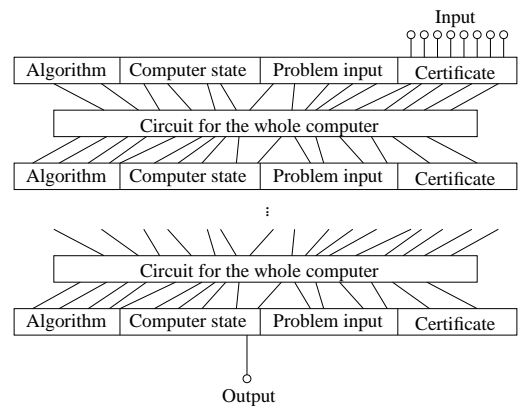 Input
Algorithm Computer state Problem input Certificate
Circuit for the whole computer
Algorithm Computer state Problem input Certificate
...
Circuit for the whole computer
Algorithm Computer state Problem input Certificate
Output